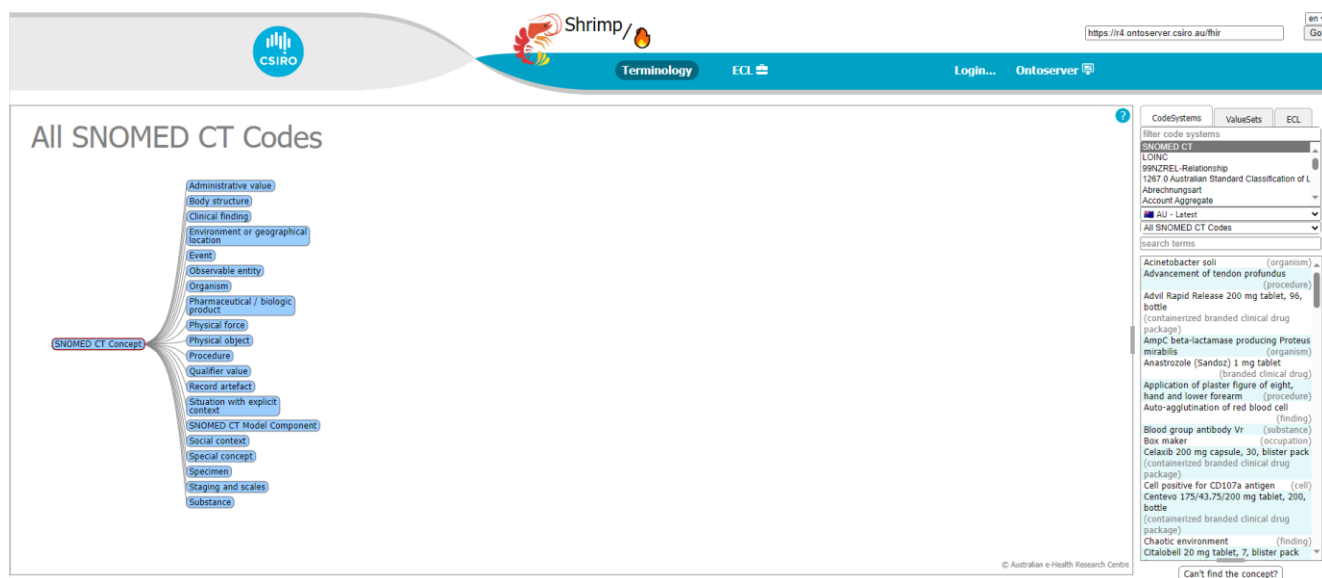 CSIRO
Shrimp/
https://r4.ontoserver.csiro.au/fhir
en
Go
Terminology
ECL
Login...
Ontoserver
All SNOMED CT Codes
?
SNOMED CT Concept
Administrative value
Body structure
Clinical finding
Environment or geographical
location
Event
Observable entity
Organism
Pharmaceutical / biologic
product
Physical force
Physical object
Procedure
Qualifier value
Record artefact
Situation with explicit
context
SNOMED CT Model Component
Social context
Special concept
Specimen
Staging and scales
Substance
© Australian e-Health Research Centre
CodeSystems
ValueSets
ECL
filter code systems
SNOMED CT
LOINC
99NZREL-Relationship
1267.0 Australian Standard Classification of L
Abrechnungsart
Account Aggregate
AU - Latest
All SNOMED CT Codes
search terms
Acinetobacter soli (organism)
Advancement of tendon profundus
(procedure)
Advil Rapid Release 200 mg tablet, 96,
bottle
(containerized branded clinical drug
package)
AmpC beta-lactamase producing Proteus
mirabilis (organism)
Anastrozole (Sandoz) 1 mg tablet
(branded clinical drug)
Application of plaster figure of eight,
hand and lower forearm (procedure)
Auto-agglutination of red blood cell
(finding)
Blood group antibody Vr (substance)
Box maker (occupation)
Celaxib 200 mg capsule, 30, blister pack
(containerized branded clinical drug
package)
Cell positive for CD107a antigen (cell)
Centevo 175/43.75/200 mg tablet, 200,
bottle
(containerized branded clinical drug
package)
Chaotic environment (finding)
Citalobell 20 mg tablet, 7, blister pack
Can't find the concept?